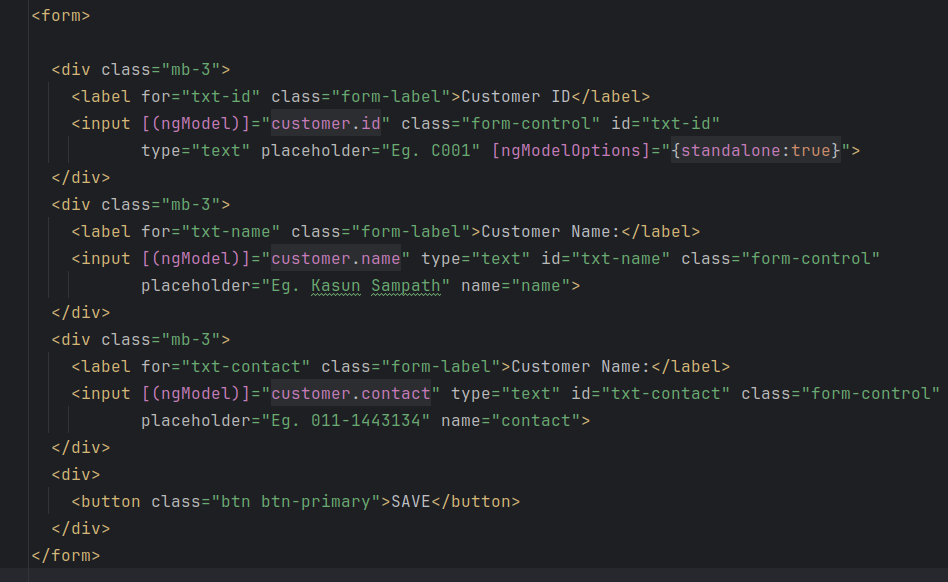 <form>
<div class="mb-3">
<label for="txt-id" class="form-label">Customer ID</label>
<input [(ngModel)]="customer.id" class="form-control" id="txt-id"
type="text" placeholder="Eg. C001" [ngModelOptions]="{standalone:true}">
</div>
<div class="mb-3">
<label for="txt-name" class="form-label">Customer Name:</label>
<input [(ngModel)]="customer.name" type="text" id="txt-name" class="form-control"
placeholder="Eg. Kasun Sampath" name="name">
</div>
<div class="mb-3">
<label for="txt-contact" class="form-label">Customer Name:</label>
<input [(ngModel)]="customer.contact" type="text" id="txt-contact" class="form-control"
placeholder="Eg. 011-1443134" name="contact">
</div>
<div>
<button class="btn btn-primary">SAVE</button>
</div>
</form>